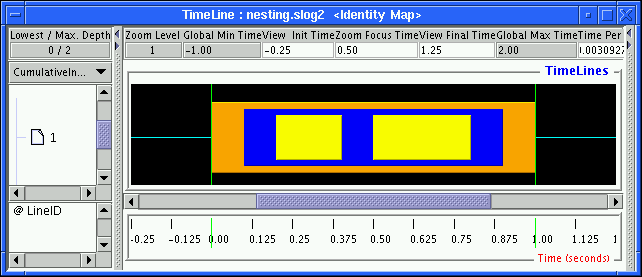 TimeLine : nesting.slog2 <Identity Map>
Lowest / Max. Depth
0 / 2
Zoom Level Global Min Time View Init Time Zoom Focus Time View Final Time Global Max Time Time Per
1 -1.00 -0.25 0.50 1.25 2.00 0.0030927
CumulativeIn...
TimeLines
1
@ LineID
-0.25 -0.125 0.00 0.125 0.25 0.375 0.50 0.625 0.75 0.875 1.00 1.125 1
Time (seconds)